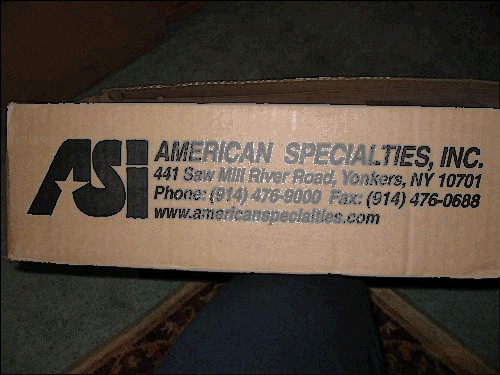 ASI
AMERICAN SPECIALTIES, INC.
441 Saw Mill River Road, Yonkers, NY 10701
Phone: (914) 476-9000 Fax: (914) 476-0688
www.americanspecialties.com